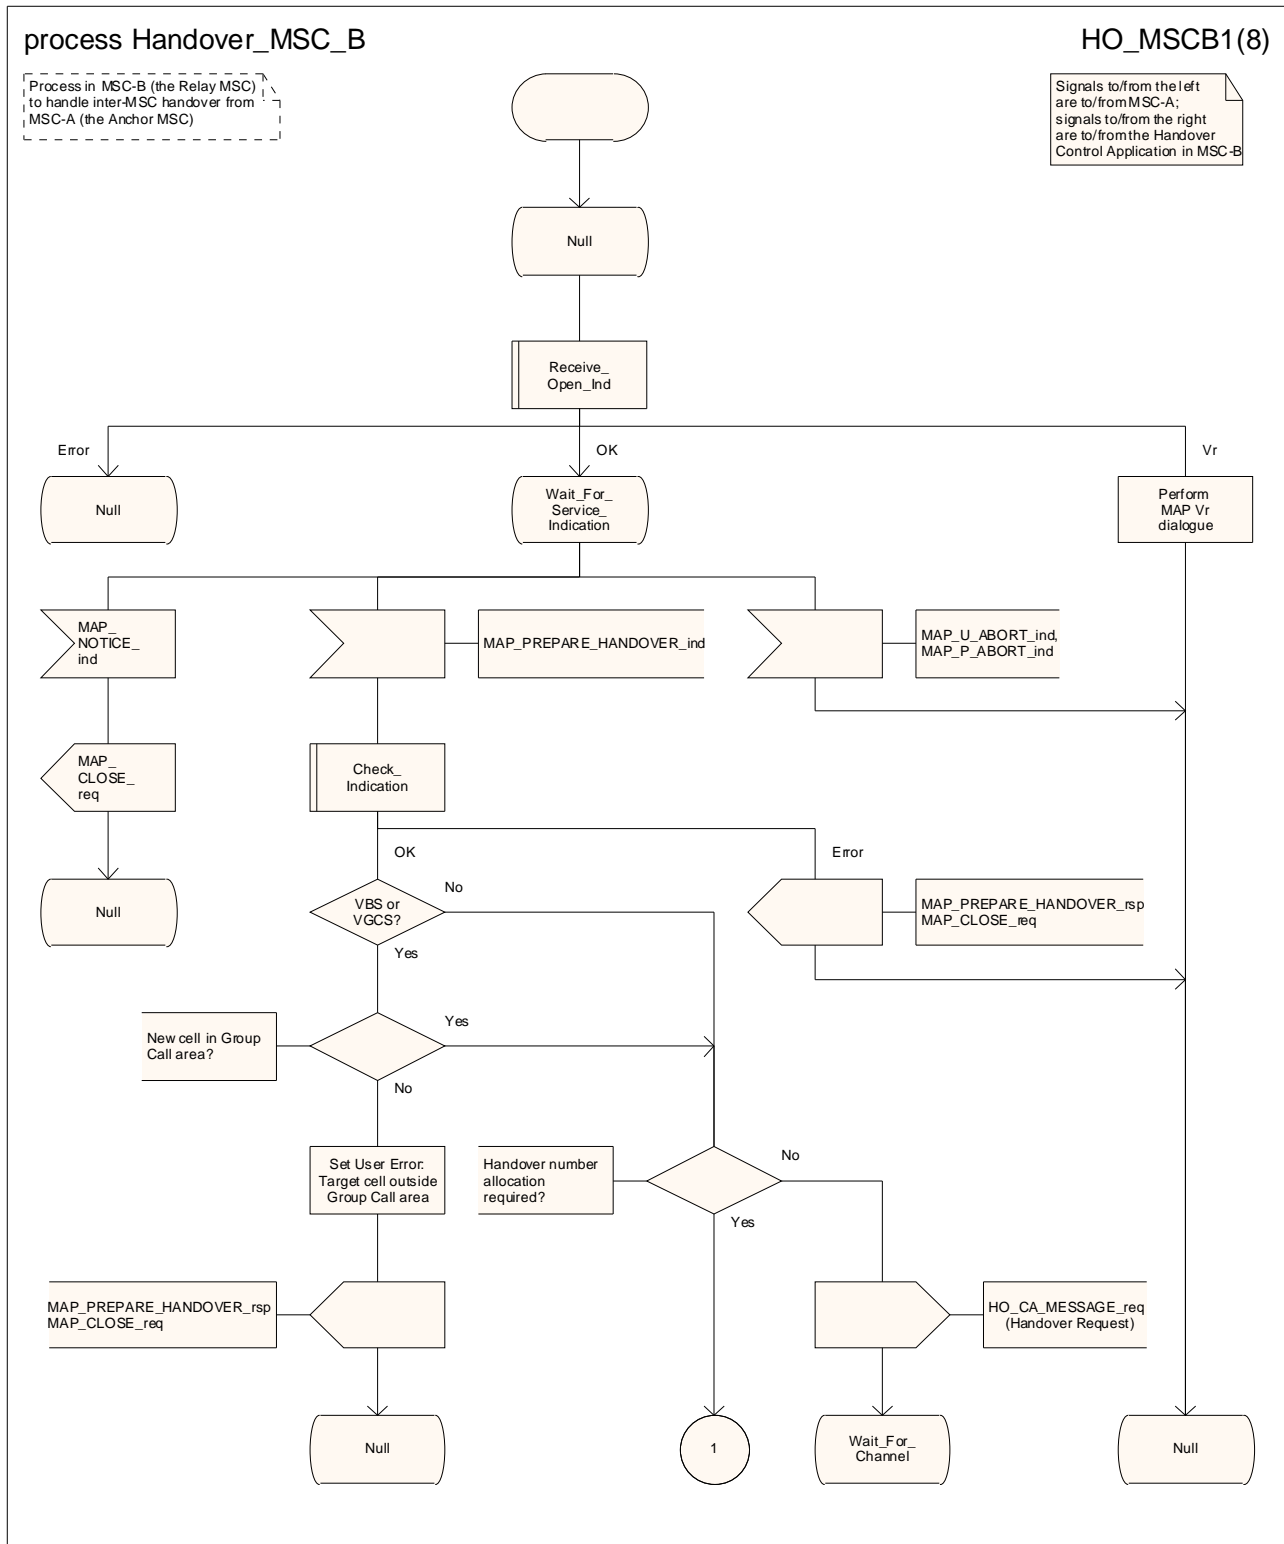 process Handover_MSC_B
HO_MSCB1(8)
Process in MSC-B (the Relay MSC)
to handle inter-MSC handover from
MSC-A (the Anchor MSC)
Signals to/from the left
are to/from MSC-A;
signals to/from the right
are to/from the Handover
Control Application in MSC-B
Null
Receive_
Open_Ind
Error
OK
Vr
Null
Wait_For_
Service_
Indication
Perform
MAP Vr
dialogue
MAP_
NOTICE_
ind
MAP_PREPARE_HANDOVER_ind
MAP_U_ABORT_ind,
MAP_P_ABORT_ind
MAP_
CLOSE_
req
Check_
Indication
OK
Error
Null
VBS or
VGCS?
No
Yes
MAP_PREPARE_HANDOVER_rsp
MAP_CLOSE_req
New cell in Group
Call area?
Yes
No
Set User Error:
Target cell outside
Group Call area
Handover number
allocation
required?
No
Yes
MAP_PREPARE_HANDOVER_rsp
MAP_CLOSE_req
HO_CA_MESSAGE_req
(Handover Request)
Null
1
Wait_For_
Channel
Null